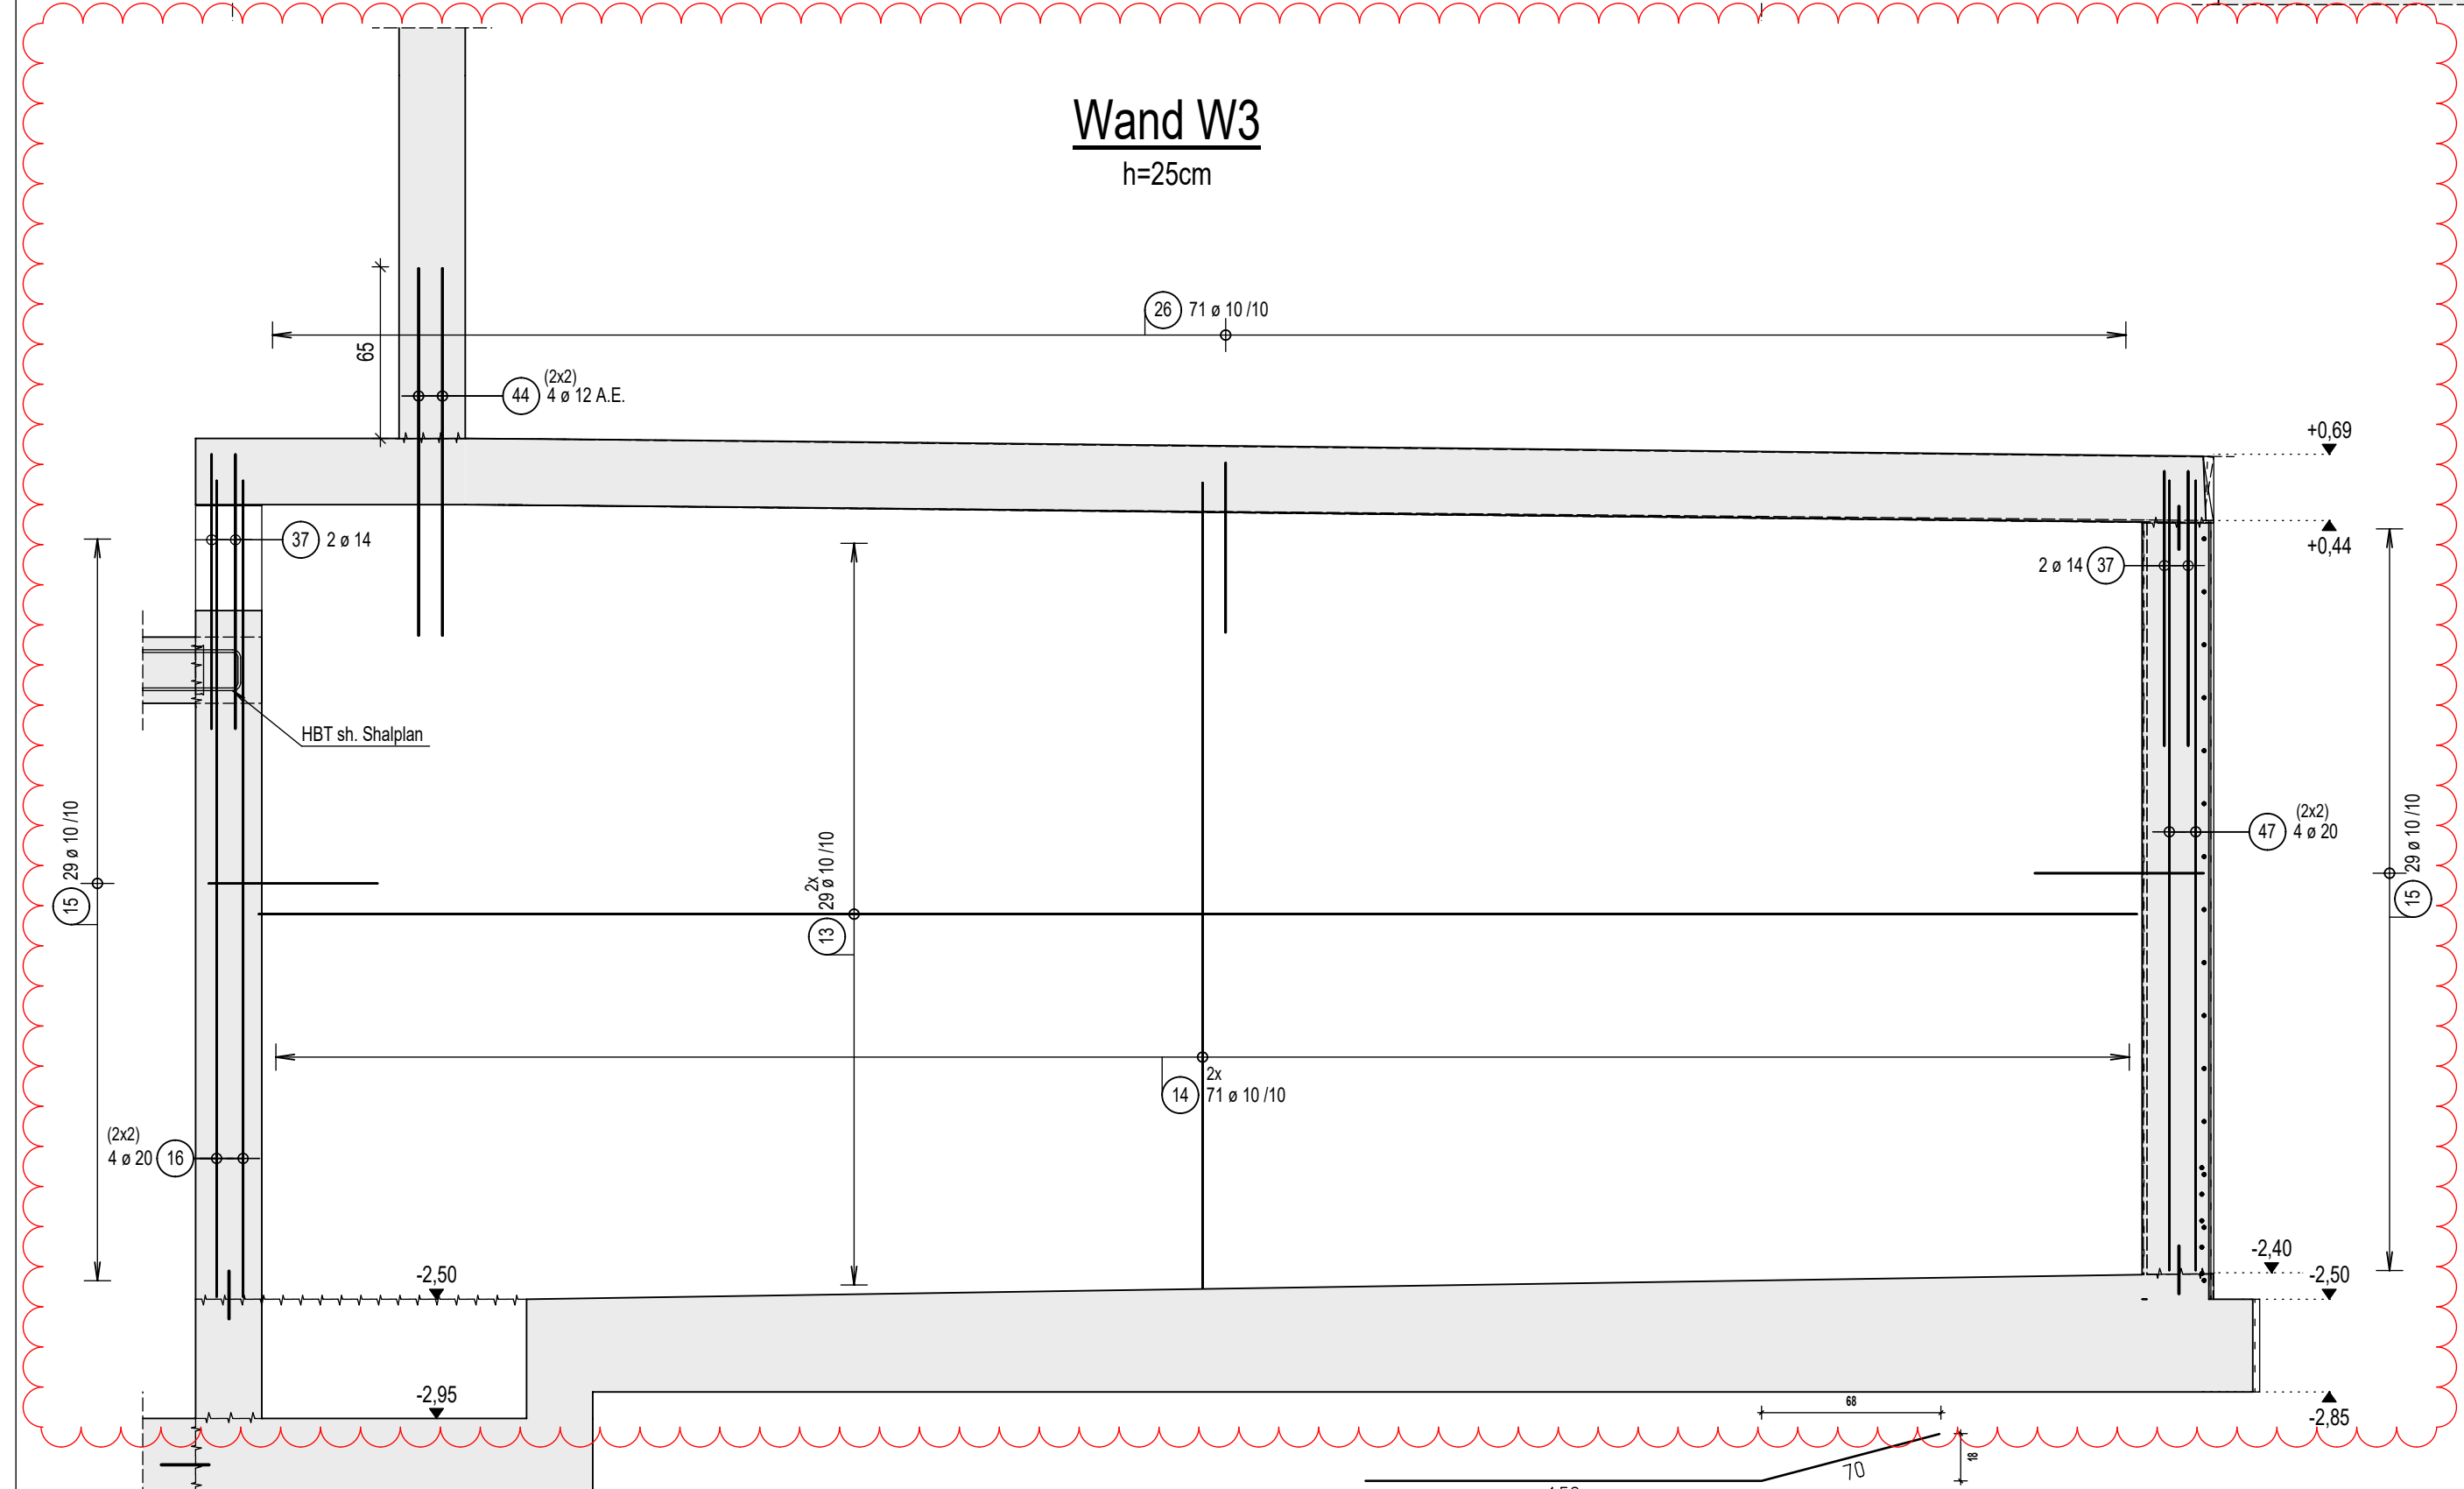 Wand W3
h=25cm
26 71 ø 10 /10
65
(2x2)
44 4 ø 12 A.E.
+0,69
+0,44
37 2 ø 14
2 ø 14 37
HBT sh. Shalplan
15 29 ø 10 /10
2x
13 29 ø 10 /10
(2x2)
47 4 ø 20
15 29 ø 10 /10
2x
14 71 ø 10 /10
(2x2)
4 ø 20 16
-2,50
-2,40
-2,50
-2,95
-2,85
68
18
70